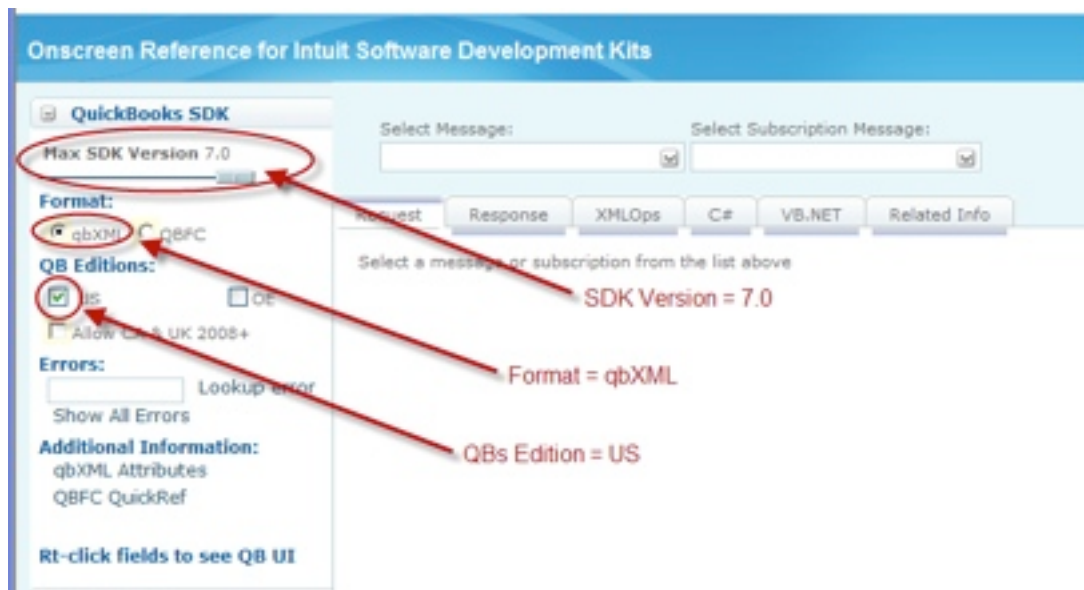 Onscreen Reference for Intuit Software Development Kits
QuickBooks SDK
Max SDK Version 7.0
Format:
qbXML QBFC
QB Editions:
US OE
Allow CA & UK 2008+
Errors:
Lookup error
Show All Errors
Additional Information:
qbXML Attributes
QBFC QuickRef
Rt-click fields to see QB UI
Select Message: Select Subscription Message:
Request Response XMLOps C# VB.NET Related Info
Select a message or subscription from the list above
SDK Version = 7.0
Format = qbXML
QBs Edition = US